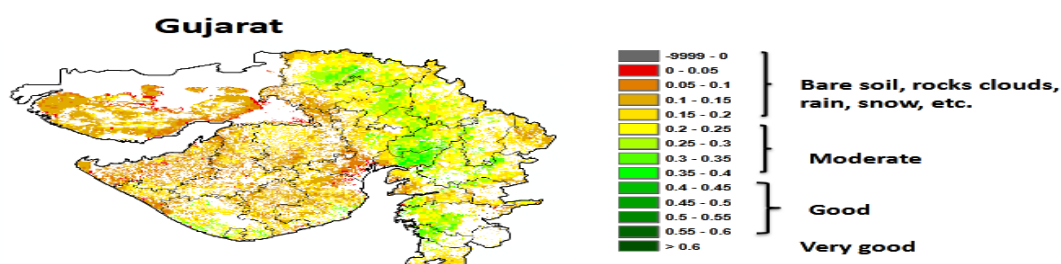 Gujarat
-9999 - 0
0 - 0.05
0.05 - 0.1
0.1 - 0.15
0.15 - 0.2
0.2 - 0.25
0.25 - 0.3
0.3 - 0.35
0.35 - 0.4
0.4 - 0.45
0.45 - 0.5
0.5 - 0.55
0.55 - 0.6
> 0.6
Bare soil, rocks clouds,
rain, snow, etc.
Moderate
Good
Very good